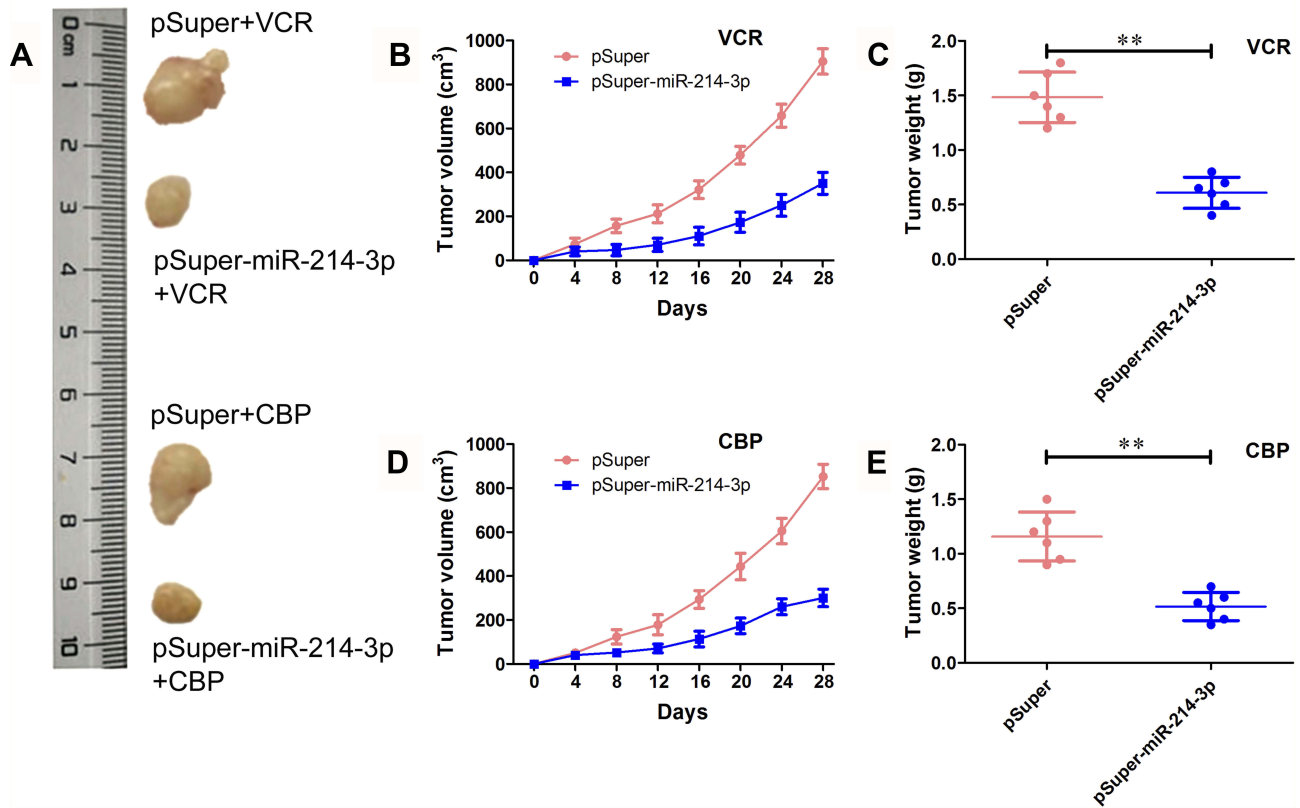 A
0 cm
1
2
3
4
5
6
7
8
9
10
pSuper+VCR
pSuper-miR-214-3p
+VCR
pSuper+CBP
pSuper-miR-214-3p
+CBP
B
VCR
pSuper
pSuper-miR-214-3p
Tumor volume (cm³)
1000
800
600
400
200
0
0 4 8 12 16 20 24 28
Days
C
VCR
**
Tumor weight (g)
2.0
1.5
1.0
0.5
0.0
pSuper
pSuper-miR-214-3p
D
CBP
pSuper
pSuper-miR-214-3p
Tumor volume (cm³)
1000
800
600
400
200
0
0 4 8 12 16 20 24 28
Days
E
CBP
**
Tumor weight (g)
2.0
1.5
1.0
0.5
0.0
pSuper
pSuper-miR-214-3p